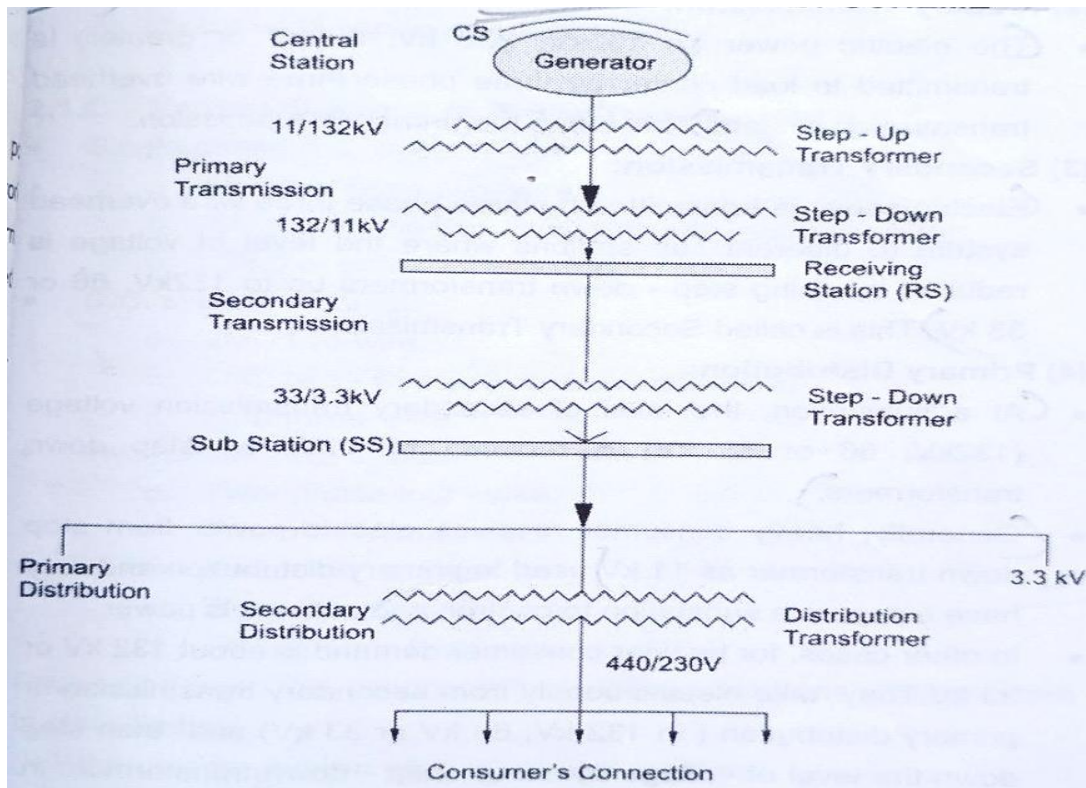 CS
Central
Station
Generator
11/132kV
Step - Up
Transformer
Primary
Transmission
132/11kV
Step - Down
Transformer
Receiving
Station (RS)
Secondary
Transmission
33/3.3kV
Step - Down
Transformer
Sub Station (SS)
Primary
Distribution
3.3 kV
Secondary
Distribution
Distribution
Transformer
440/230V
Consumer's Connection